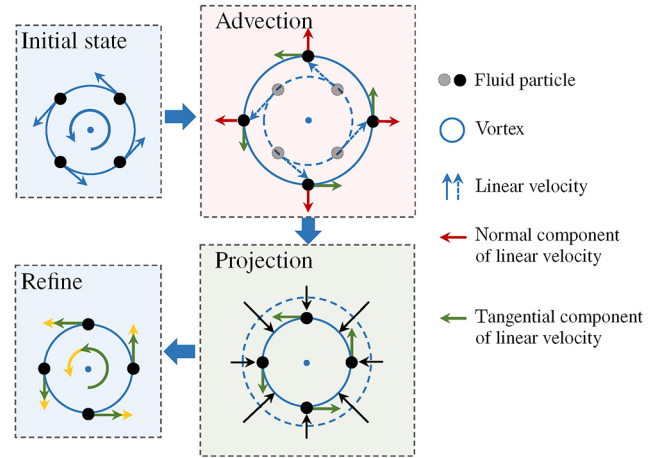 Initial state
Advection
Refine
Projection
Fluid particle
Vortex
Linear velocity
Normal component
of linear velocity
Tangential component
of linear velocity